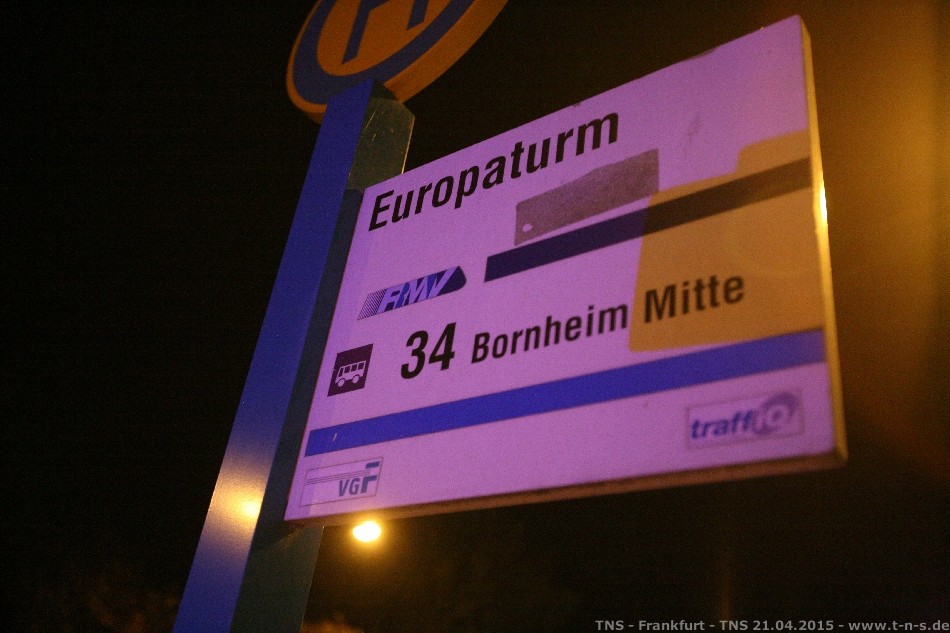 H
Europaturm
RMV
34 Bornheim Mitte
traffiQ
VGF
TNS - Frankfurt - TNS 21.04.2015 - www.t-n-s.de